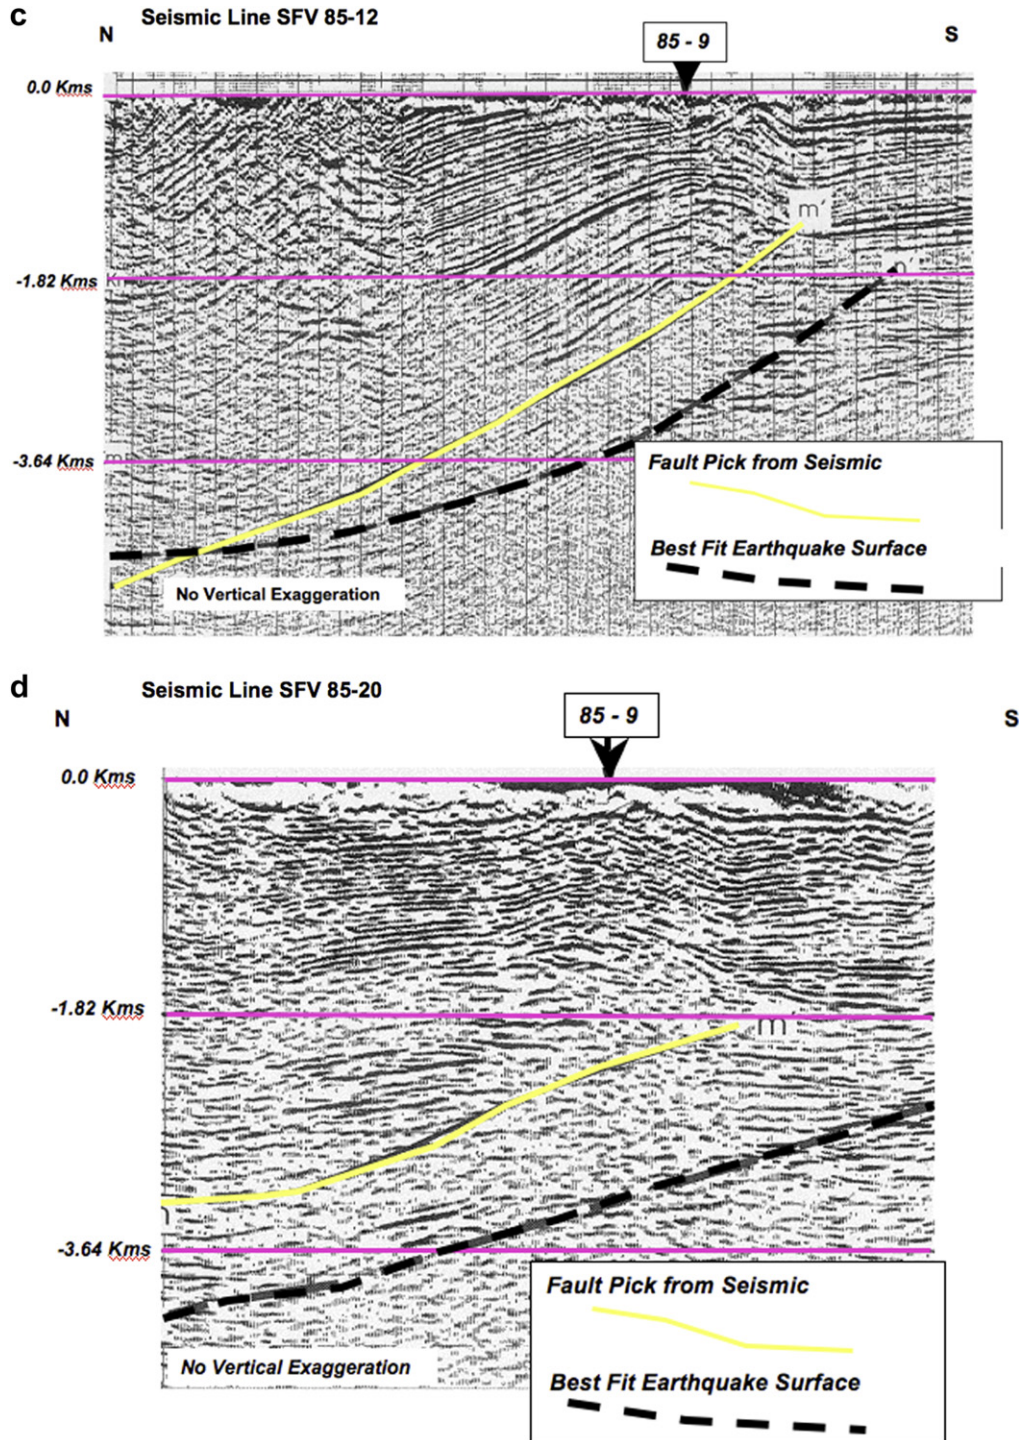 c
Seismic Line SFV 85-12
N
85 - 9
S
0.0 Kms
m′
-1.82 Kms
n′
-3.64 Kms
m
Fault Pick from Seismic
Best Fit Earthquake Surface
No Vertical Exaggeration
d
Seismic Line SFV 85-20
N
85 - 9
S
0.0 Kms
-1.82 Kms
m
-3.64 Kms
Fault Pick from Seismic
No Vertical Exaggeration
Best Fit Earthquake Surface